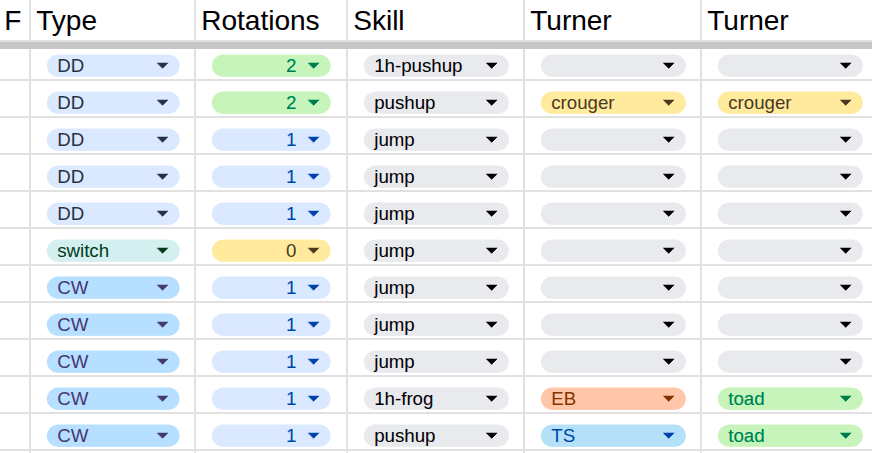 F Type Rotations Skill Turner Turner
DD 2 1h-pushup
DD 2 pushup crouger crouger
DD 1 jump
DD 1 jump
DD 1 jump
switch 0 jump
CW 1 jump
CW 1 jump
CW 1 jump
CW 1 1h-frog EB toad
CW 1 pushup TS toad